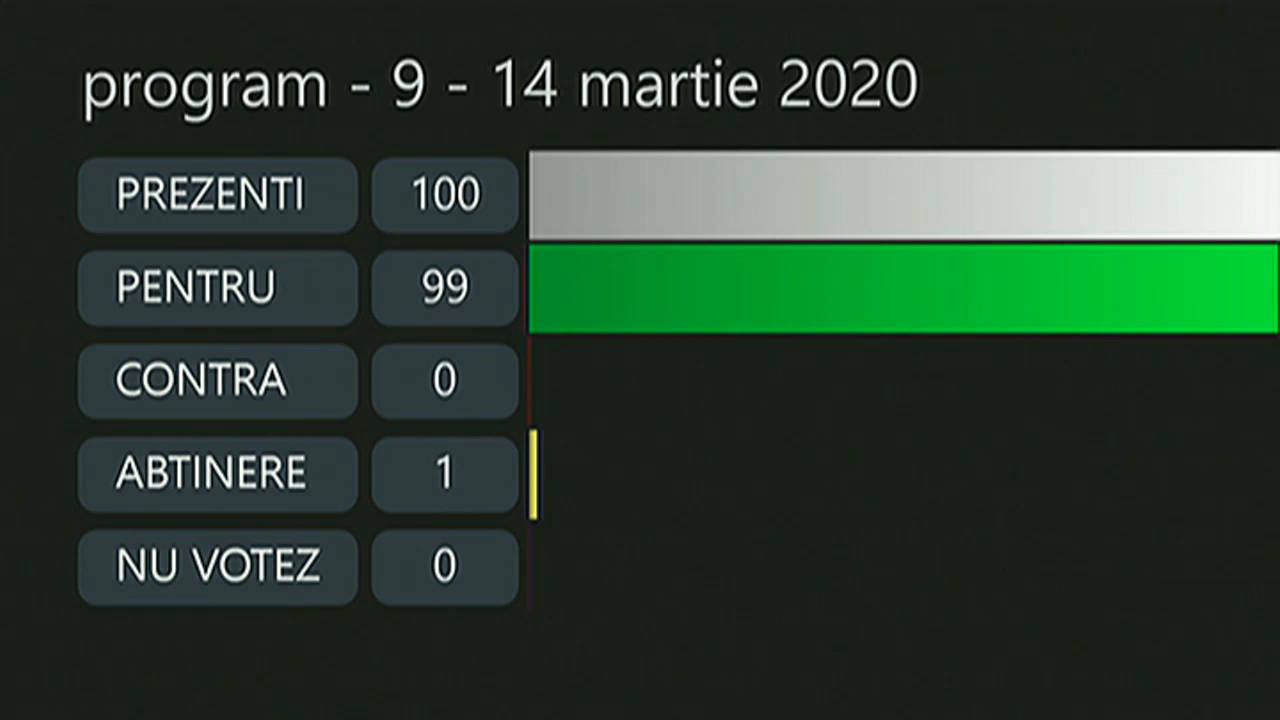 program - 9 - 14 martie 2020
PREZENTI 100
PENTRU 99
CONTRA 0
ABTINERE 1
NU VOTEZ 0